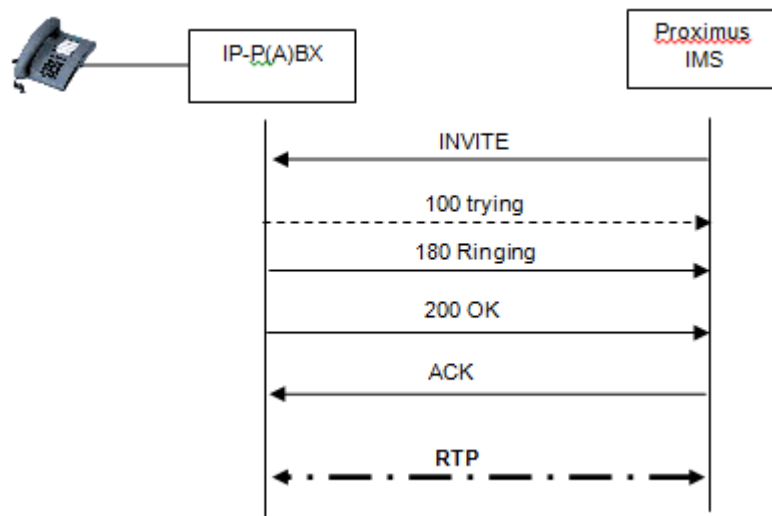 IP-P(A)BX
Proximus
IMS
INVITE
100 trying
180 Ringing
200 OK
ACK
RTP